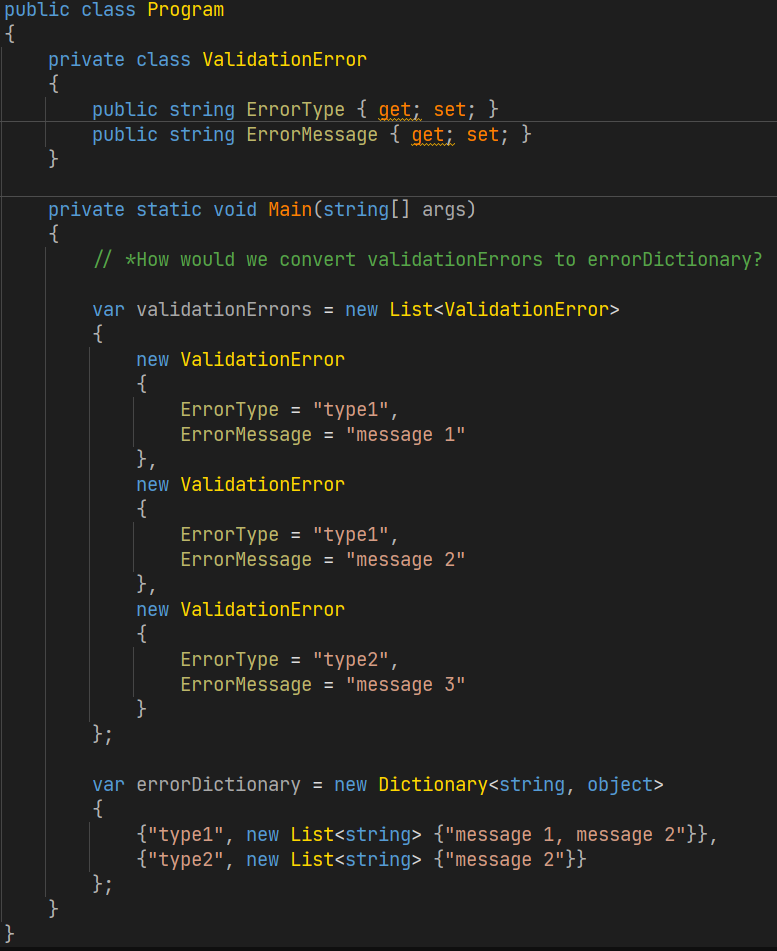 public class Program
{
    private class ValidationError
    {
        public string ErrorType { get; set; }
        public string ErrorMessage { get; set; }
    }

    private static void Main(string[] args)
    {
        // *How would we convert validationErrors to errorDictionary?

        var validationErrors = new List<ValidationError>
        {
            new ValidationError
            {
                ErrorType = "type1",
                ErrorMessage = "message 1"
            },
            new ValidationError
            {
                ErrorType = "type1",
                ErrorMessage = "message 2"
            },
            new ValidationError
            {
                ErrorType = "type2",
                ErrorMessage = "message 3"
            }
        };

        var errorDictionary = new Dictionary<string, object>
        {
            {"type1", new List<string> {"message 1, message 2"}},
            {"type2", new List<string> {"message 2"}}
        };
    }
}